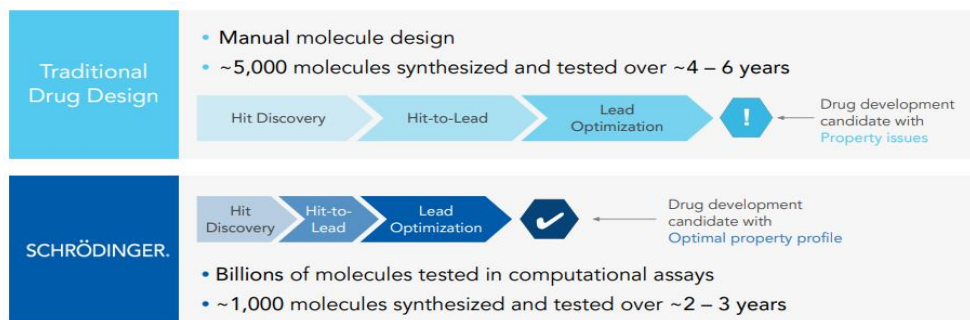 Traditional
Drug Design
• Manual molecule design
• ~5,000 molecules synthesized and tested over ~4 – 6 years
Hit Discovery
Hit-to-Lead
Lead
Optimization
!
Drug development
candidate with
Property issues
SCHRÖDINGER.
Hit
Discovery
Hit-to-
Lead
Lead
Optimization
Drug development
candidate with
Optimal property profile
• Billions of molecules tested in computational assays
• ~1,000 molecules synthesized and tested over ~2 – 3 years